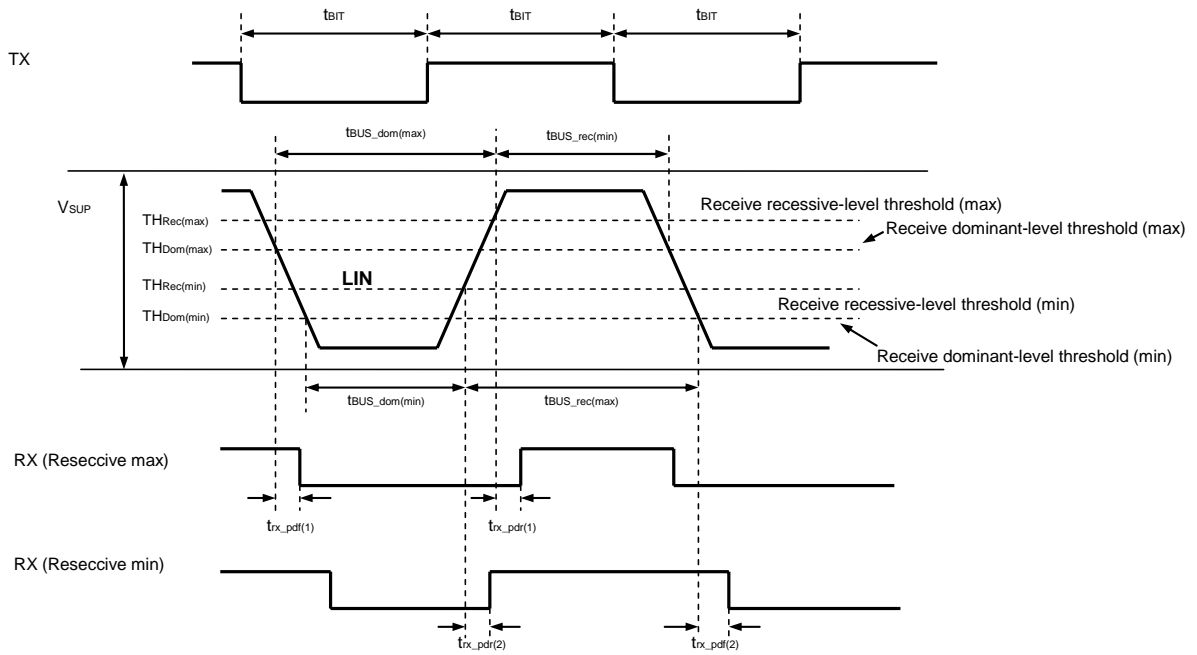 tBIT
tBIT
tBIT
TX
tBUS_dom(max)
tBUS_rec(min)
VSUP
THRec(max)
Receive recessive-level threshold (max)
Receive dominant-level threshold (max)
THDom(max)
LIN
THRec(min)
Receive recessive-level threshold (min)
THDom(min)
Receive dominant-level threshold (min)
tBUS_dom(min)
tBUS_rec(max)
RX (Reseccive max)
trx_pdf(1)
trx_pdr(1)
RX (Reseccive min)
trx_pdr(2)
trx_pdf(2)